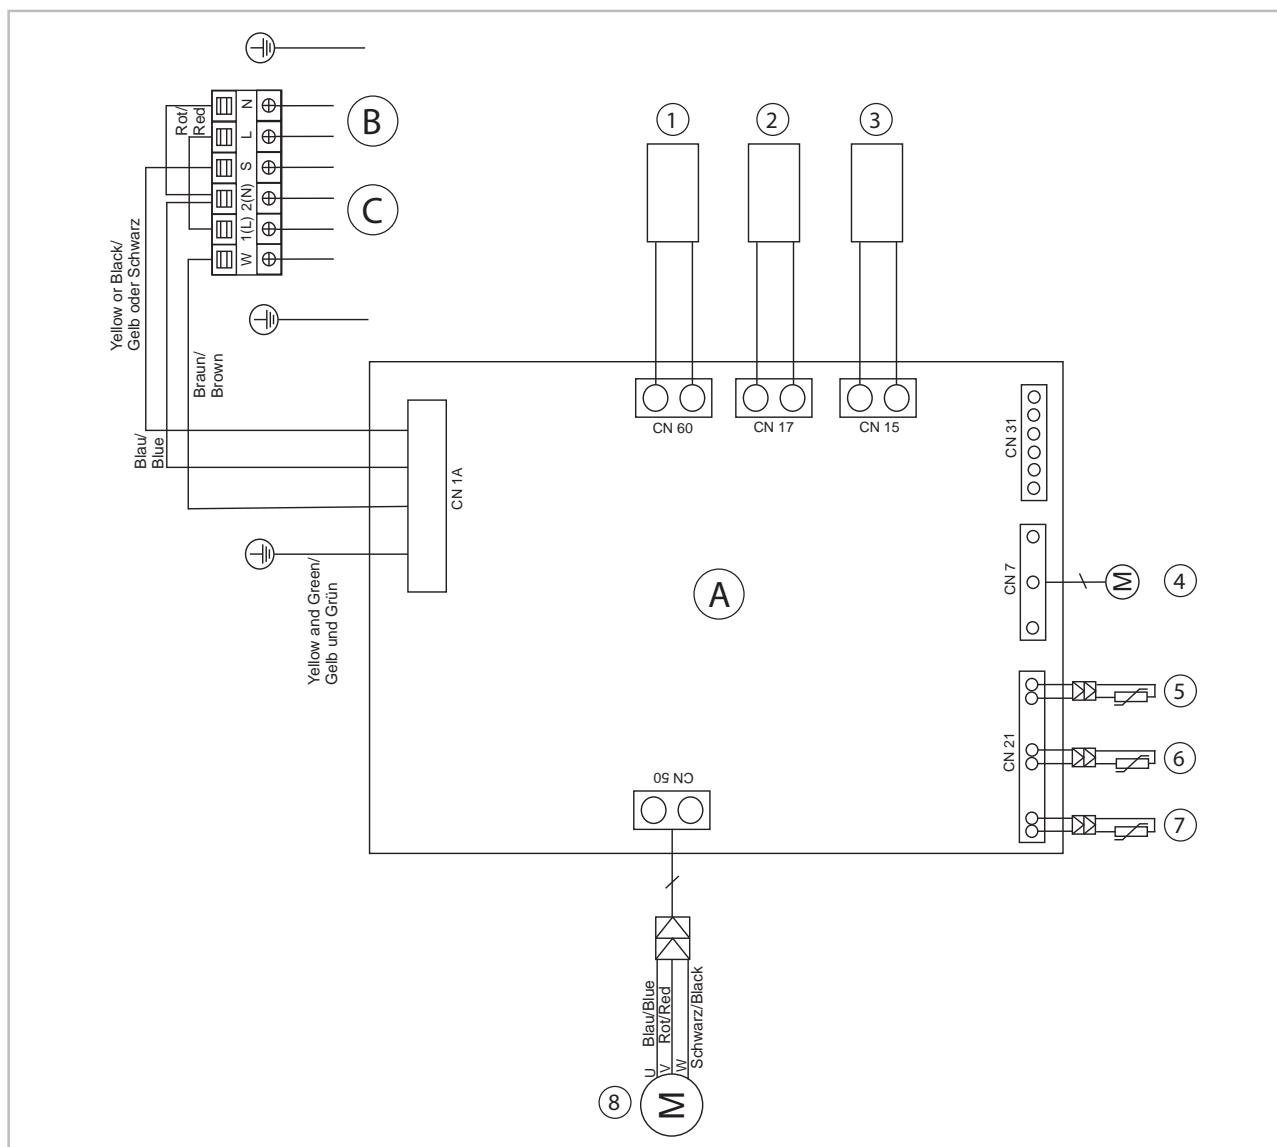 N
L
S
2(N)
1(L)
W
B
C
Rot/
Red
Yellow or Black/
Gelb oder Schwarz
Braun/
Brown
Blau/
Blue
Yellow and Green/
Gelb und Grün
CN 1A
1
2
3
CN 60
CN 17
CN 15
CN 31
CN 7
M
4
A
CN 21
5
6
7
CN 50
Blau/Blue
Rot/Red
Schwarz/Black
U
V
W
8
M